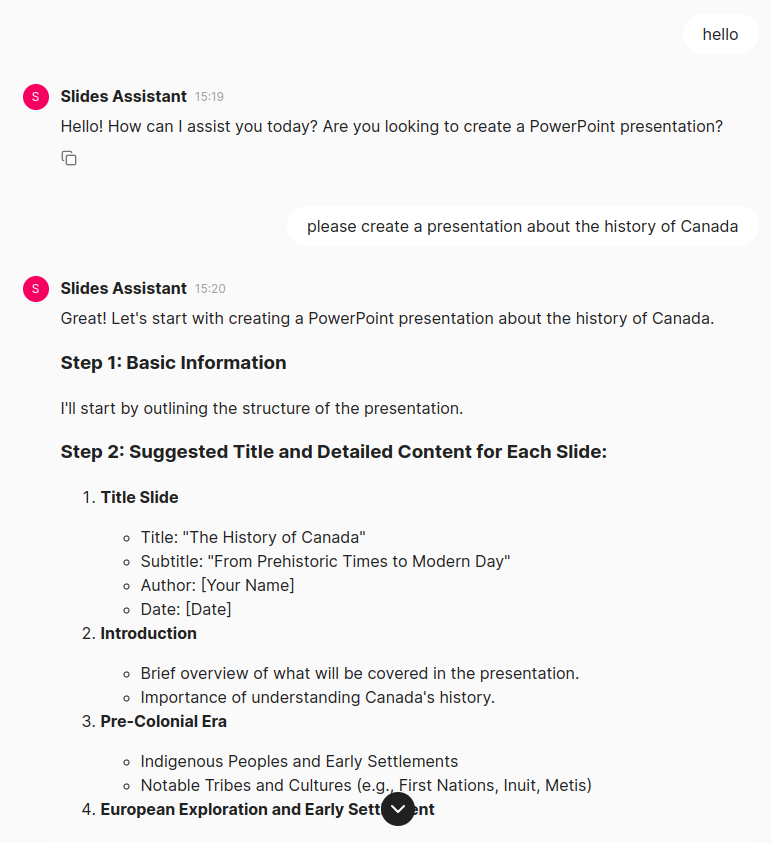 hello
S
Slides Assistant 15:19
Hello! How can I assist you today? Are you looking to create a PowerPoint presentation?
please create a presentation about the history of Canada
S
Slides Assistant 15:20
Great! Let's start with creating a PowerPoint presentation about the history of Canada.
Step 1: Basic Information
I'll start by outlining the structure of the presentation.
Step 2: Suggested Title and Detailed Content for Each Slide:
1. Title Slide
Title: "The History of Canada"
Subtitle: "From Prehistoric Times to Modern Day"
Author: [Your Name]
Date: [Date]
2. Introduction
Brief overview of what will be covered in the presentation.
Importance of understanding Canada's history.
3. Pre-Colonial Era
Indigenous Peoples and Early Settlements
Notable Tribes and Cultures (e.g., First Nations, Inuit, Metis)
4. European Exploration and Early